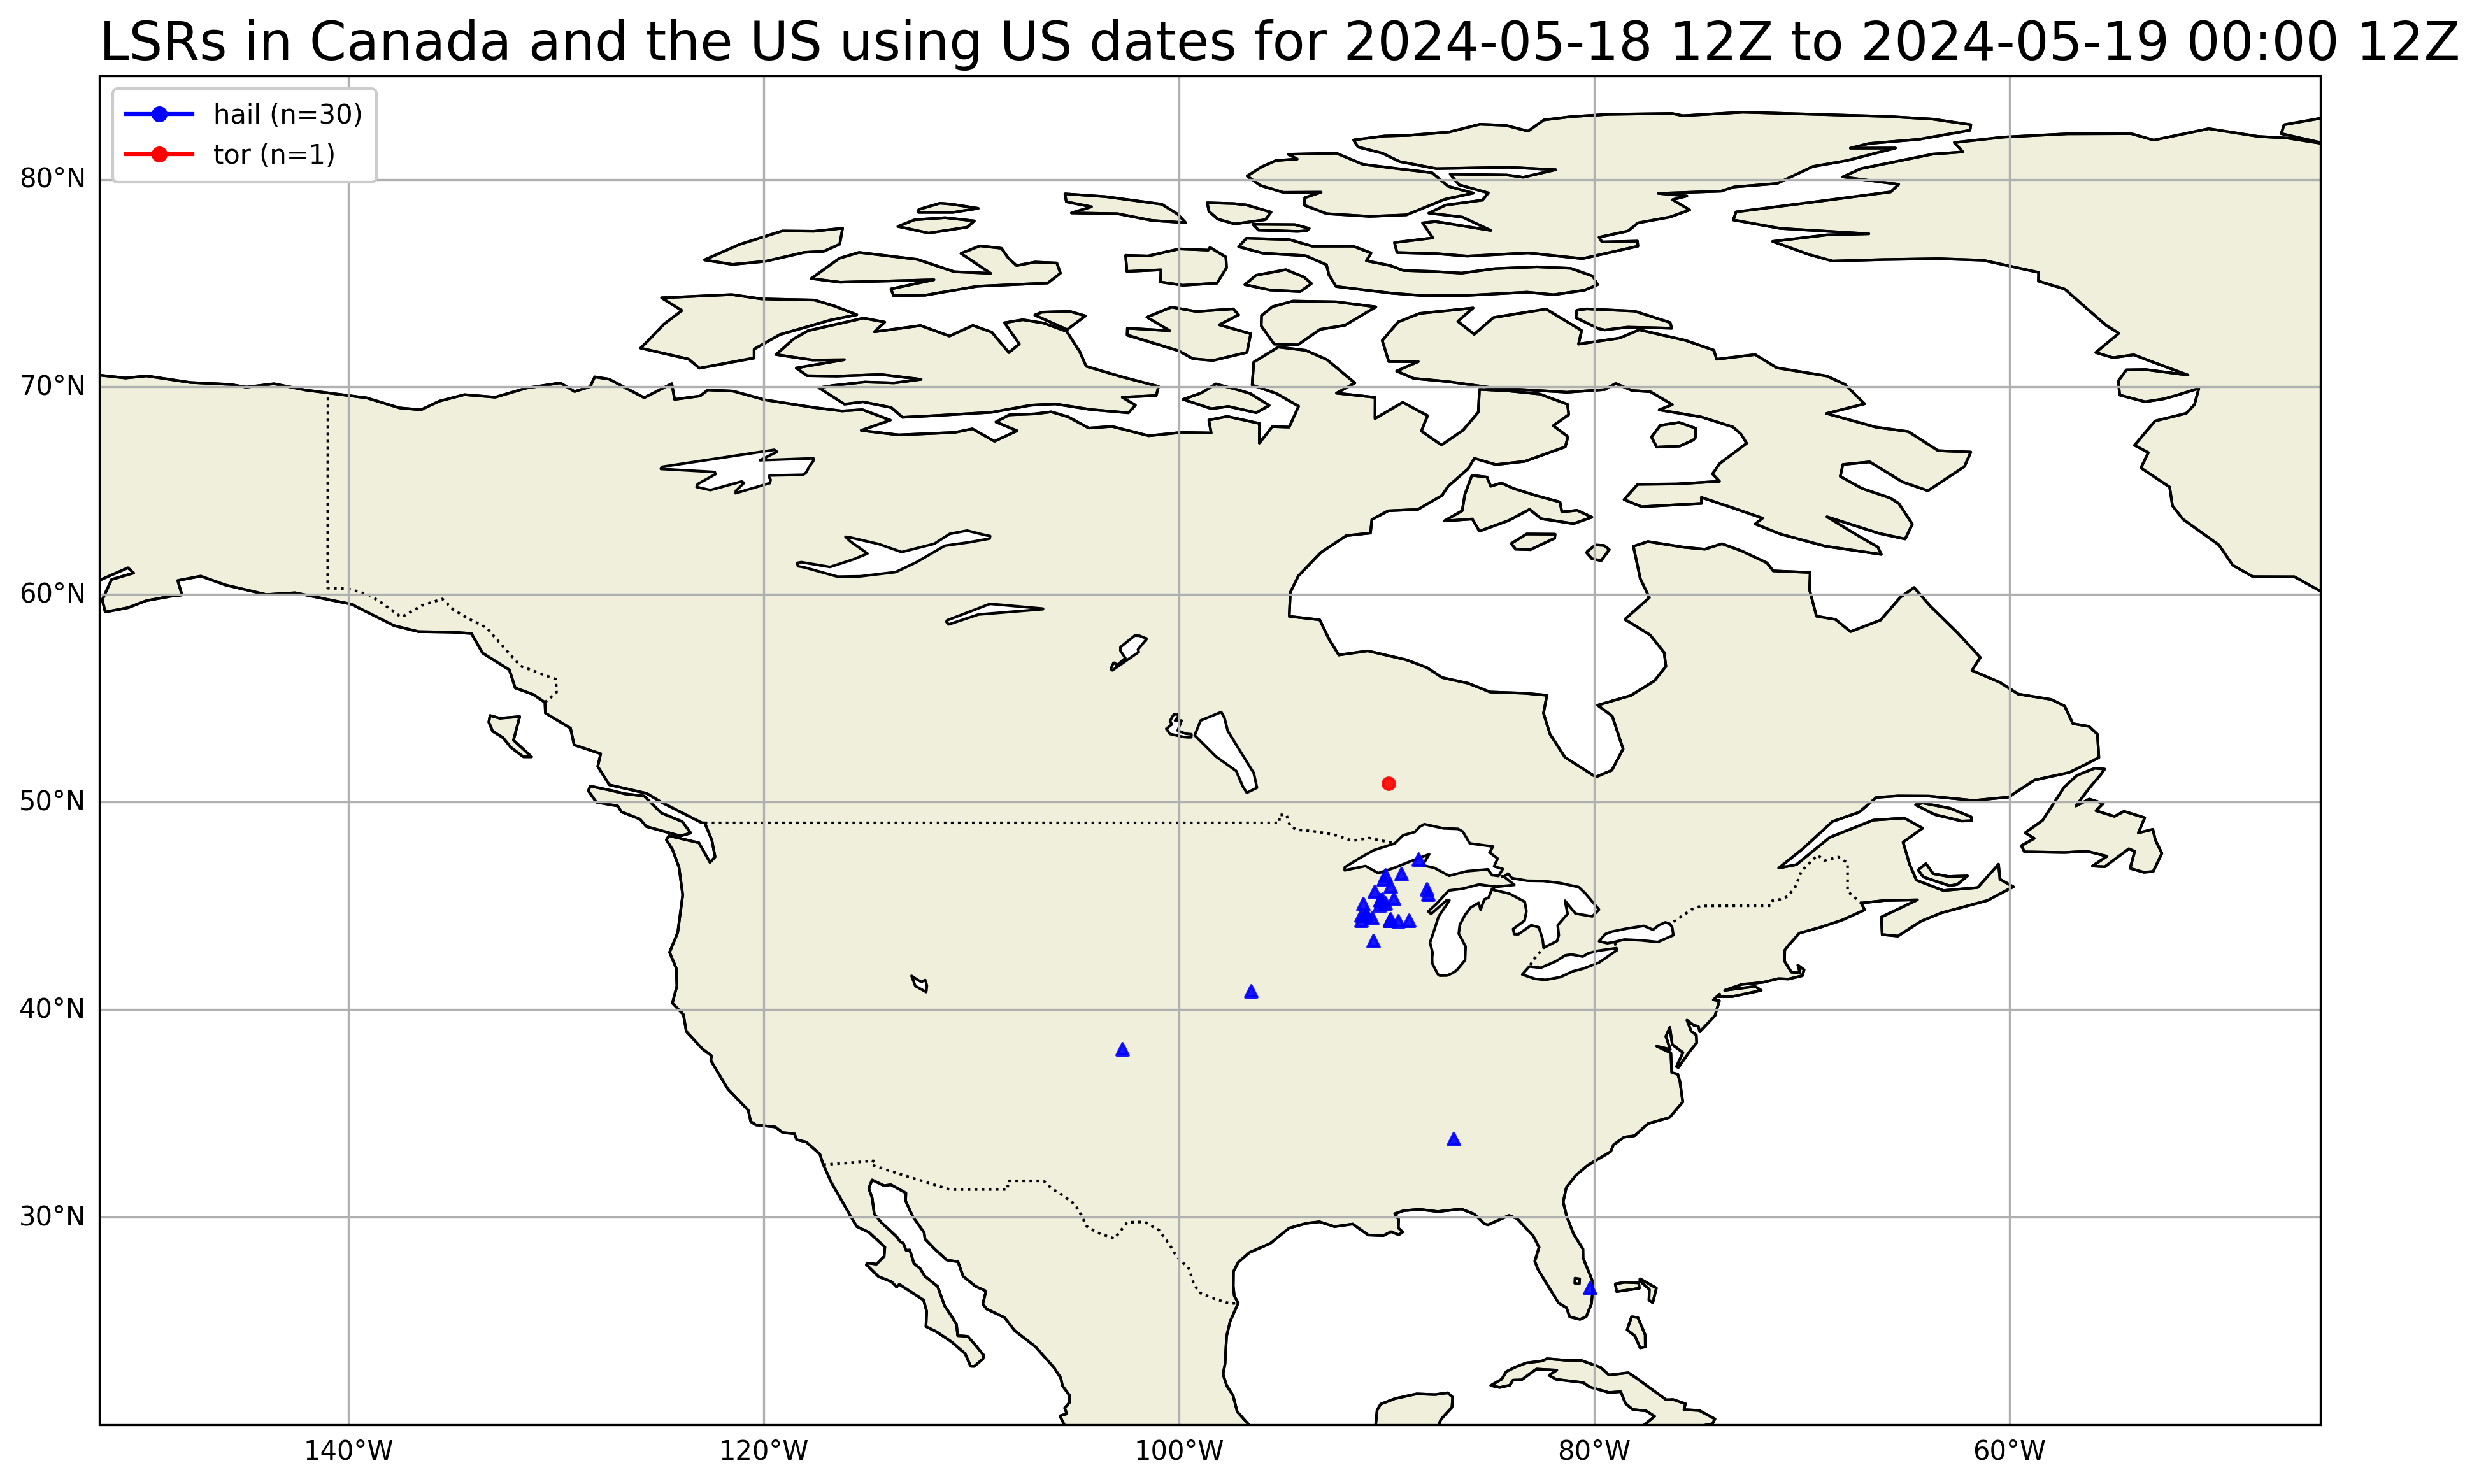 LSRs in Canada and the US using US dates for 2024-05-18 12Z to 2024-05-19 00:00 12Z
hail (n=30)
tor (n=1)
80°N
70°N
60°N
50°N
40°N
30°N
140°W
120°W
100°W
80°W
60°W